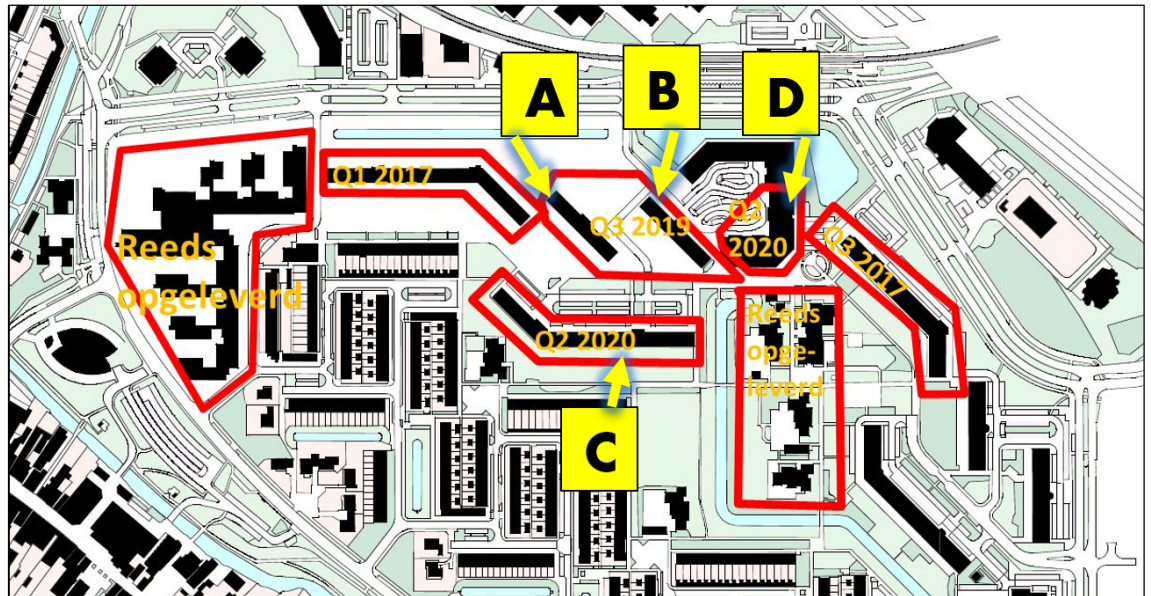 A
B
D
Q1 2017
Q3 2019
Q2
2020
Q3 2017
Reeds
opgeleverd
Q2 2020
Reeds
opge-
leverd
C